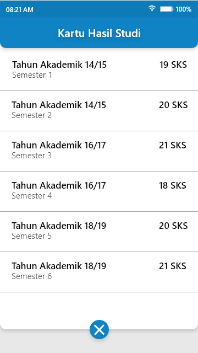 08:21 AM 100%
Kartu Hasil Studi
Tahun Akademik 14/15 19 SKS
Semester 1
Tahun Akademik 14/15 20 SKS
Semester 2
Tahun Akademik 16/17 21 SKS
Semester 3
Tahun Akademik 16/17 18 SKS
Semester 4
Tahun Akademik 18/19 20 SKS
Semester 5
Tahun Akademik 18/19 21 SKS
Semester 6